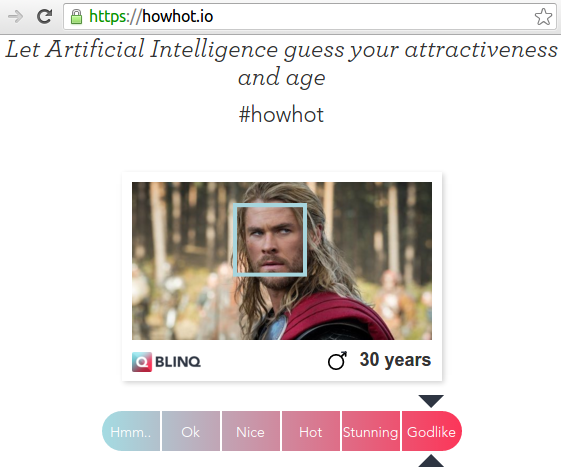 https://howhot.io
Let Artificial Intelligence guess your attractiveness
and age
#howhot
BLINQ
30 years
Hmm.. Ok Nice Hot Stunning Godlike